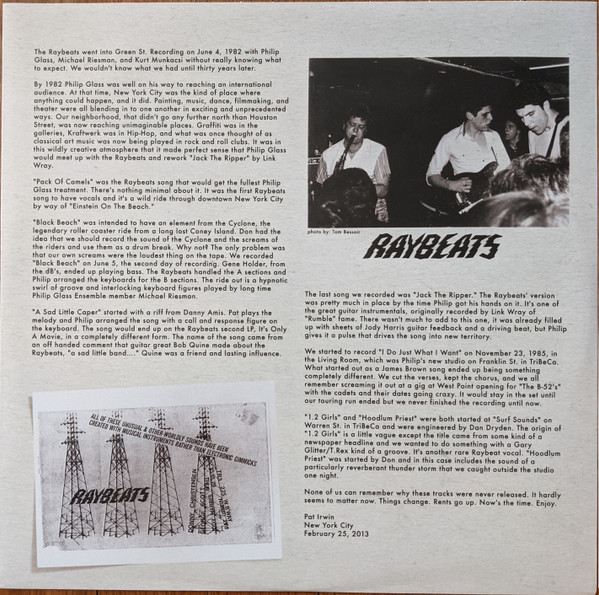 The Raybeats went into Green St. Recording on June 4, 1982 with Philip
Glass, Michael Riesman, and Kurt Munkacsi without really knowing what
to expect. We wouldn't know what we had until thirty years later.
By 1982 Philip Glass was well on his way to reaching an international
audience. At that time, New York City was the kind of place where
anything could happen, and it did. Painting, music, dance, filmmaking, and
theater were all blending in to one another in exciting and unprecedented
ways. Our neighborhood, that didn't go any further north than Houston
Street, was now reaching unimaginable places. Graffiti was in the
galleries, Kraftwerk was in Hip-Hop, and what was once thought of as
classical art music was now being played in rock and roll clubs. It was in
this wildly creative atmosphere that it made perfect sense that Philip Glass
would meet up with the Raybeats and rework "Jack The Ripper" by Link
Wray.
"Pack Of Camels" was the Raybeats song that would get the fullest Philip
Glass treatment. There's nothing minimal about it. It was the first Raybeats
song to have vocals and it's a wild ride through downtown New York City
by way of "Einstein On The Beach."
"Black Beach" was intended to have an element from the Cyclone, the
legendary roller coaster ride from a long lost Coney Island. Don had the
idea that we should record the sound of the Cyclone and the screams of
the riders and use them as a drum break. Why not? The only problem was
that our own screams were the loudest thing on the tape. We recorded
"Black Beach" on June 5, the second day of recording. Gene Holder, from
the dB's, ended up playing bass. The Raybeats handled the A sections and
Philip arranged the keyboards for the B sections. The ride out is a hypnotic
swirl of groove and interlocking keyboard figures played by long time
Philip Glass Ensemble member Michael Riesman.
"A Sad Little Caper" started with a riff from Danny Amis. Pat plays the
melody and Philip arranged the song with a call and response figure on
the keyboard. The song would end up on the Raybeats second LP, It's Only
A Movie, in a completely different form. The name of the song came from
an off handed comment that guitar great Bob Quine made about the
Raybeats, "a sad little band...." Quine was a friend and lasting influence.
ALL OF THESE UNUSUAL & OTHER WORLDLY SOUNDS HAVE BEEN
CREATED WITH MUSICAL INSTRUMENTS RATHER THAN ELECTRONIC GIMMICKS
RAYBEATS
photo by: Tom Bessoir
RAYBEATS
The last song we recorded was "Jack The Ripper." The Raybeats' version
was pretty much in place by the time Philip got his hands on it. It's one of
the great guitar instrumentals, originally recorded by Link Wray of
"Rumble" fame. There wasn't much to add to this one, it was already filled
up with sheets of Jody Harris guitar feedback and a driving beat, but Philip
gives it a pulse that drives the song into new territory.
We started to record "I Do Just What I Want" on November 23, 1985, in
the Living Room, which was Philip's new studio on Franklin St. in TriBeCa.
What started out as a James Brown song ended up being something
completely different. We cut the verses, kept the chorus, and we all
remember screaming it out at a gig at West Point opening for "The B-52's"
with the cadets and their dates going crazy. It would stay in the set until
our touring run ended but we never finished the recording until now.
"1.2 Girls" and "Hoodlum Priest" were both started at "Surf Sounds" on
Warren St. in TriBeCa and were engineered by Dan Dryden. The origin of
"1.2 Girls" is a little vague except the title came from some kind of a
newspaper headline and we wanted to do something with a Gary
Glitter/T.Rex kind of a groove. It's another rare Raybeat vocal. "Hoodlum
Priest" was started by Don and in this case includes the sound of a
particularly reverberant thunder storm that we caught outside the studio
one night.
None of us can remember why these tracks were never released. It hardly
seems to matter now. Things change. Rents go up. Now's the time. Enjoy.
Pat Irwin
New York City
February 25, 2013